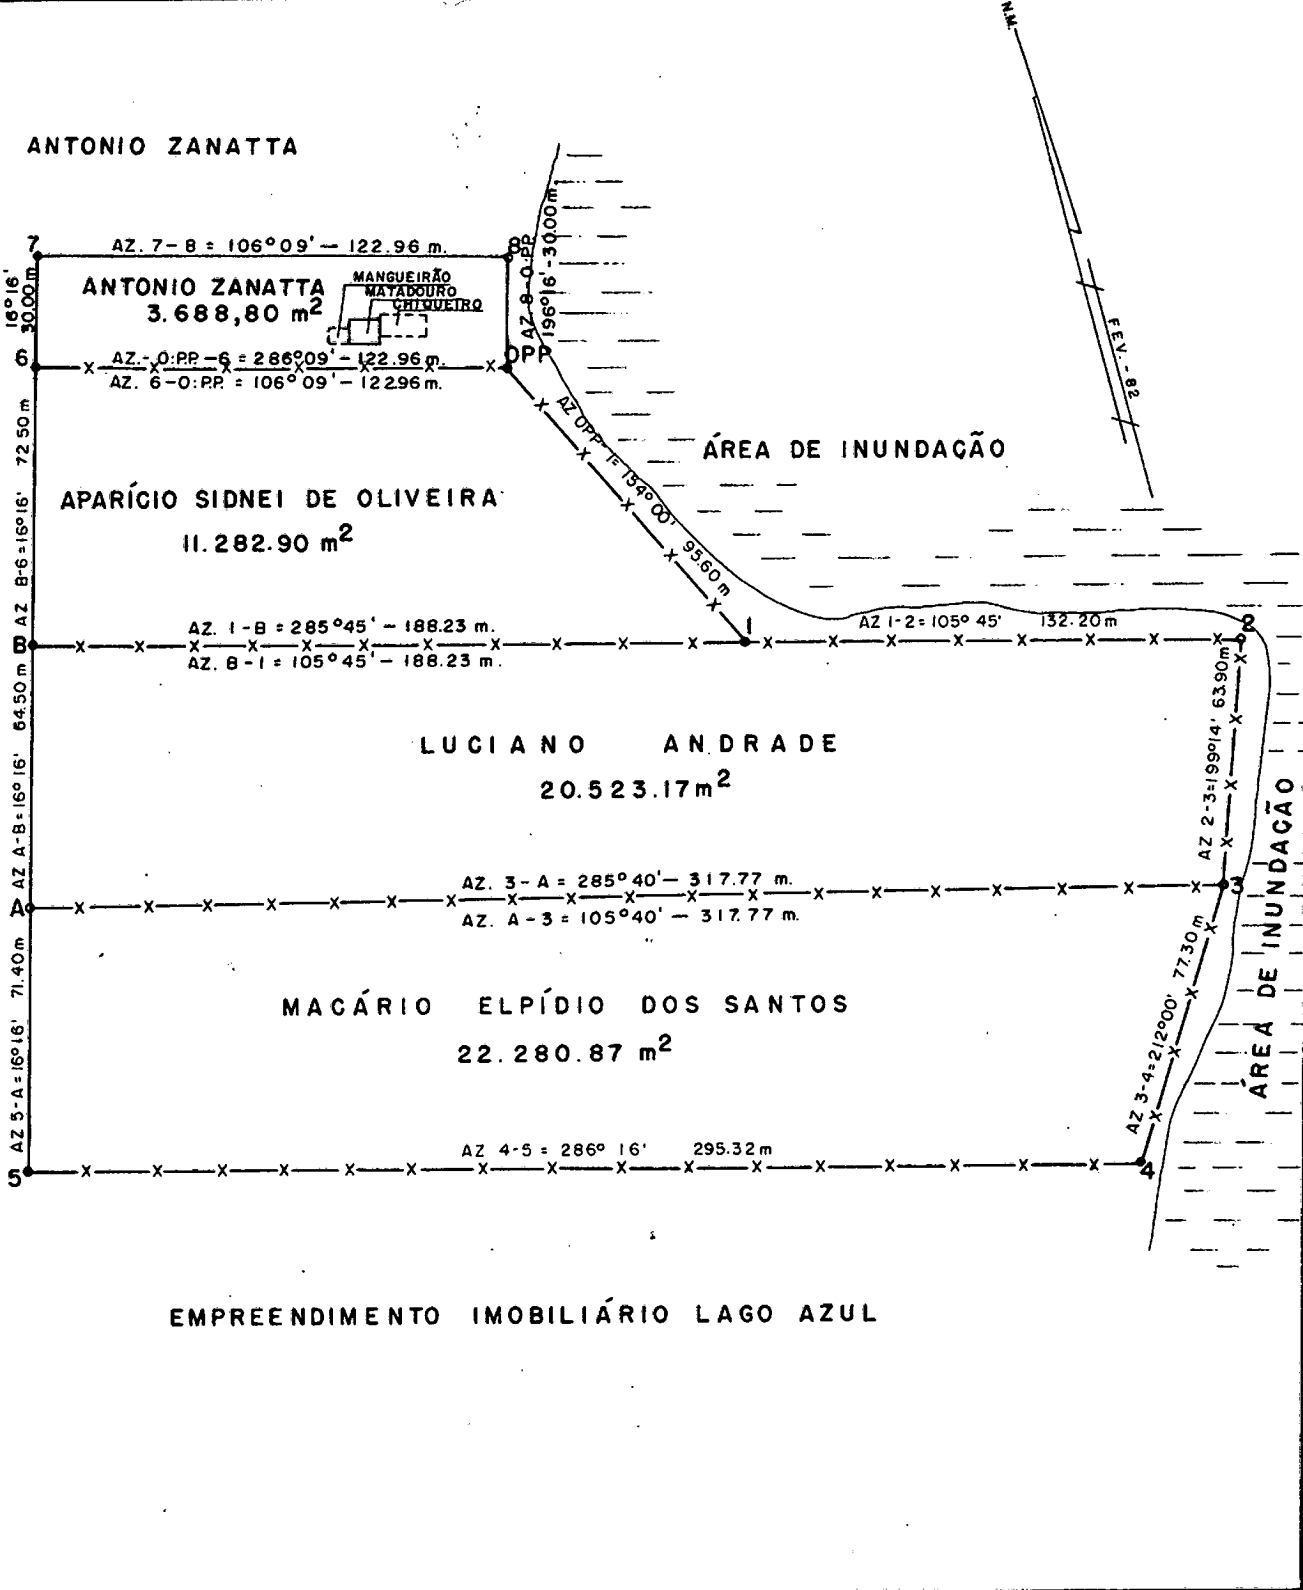 N.M.
FEV. - 82
ANTONIO ZANATTA
7
AZ. 7-8 = 106°09' - 122.96 m.
8
16°16'
30.00 m
ANTONIO ZANATTA
3.688,80 m²
MANGUEIRÃO
MATADOURO
CHIQUEIRO
AZ 8-O:PP
196°16'-30.00 m
6
AZ.- O:P.P. -6 = 286°09' - 122.96 m.
OPP
AZ. 6-O:P.P. = 106°09' - 122.96 m.
AZ OPP-1= 154°00' 95.60 m
ÁREA DE INUNDAÇÃO
AZ B-6=16°16' 72 50 m
APARÍCIO SIDNEI DE OLIVEIRA
11.282.90 m²
AZ. 1-B = 285°45' - 188.23 m.
1
AZ 1-2= 105° 45' 132.20 m
2
B
AZ. B-1 = 105°45' - 188.23 m.
AZ A-B=16°16' 64.50 m
LUCIANO ANDRADE
20.523.17 m²
AZ 2-3=199°14' 63.90 m
AZ. 3-A = 285°40' - 317.77 m.
3
A
AZ. A-3 = 105°40' - 317.77 m.
ÁREA DE INUNDAÇÃO
AZ 5-A=16°16' 71.40 m
MACÁRIO ELPÍDIO DOS SANTOS
22.280.87 m²
AZ 3-4=212°00' 77.30 m
AZ 4-5 = 286° 16' 295.32 m
5
4
EMPREENDIMENTO IMOBILIÁRIO LAGO AZUL